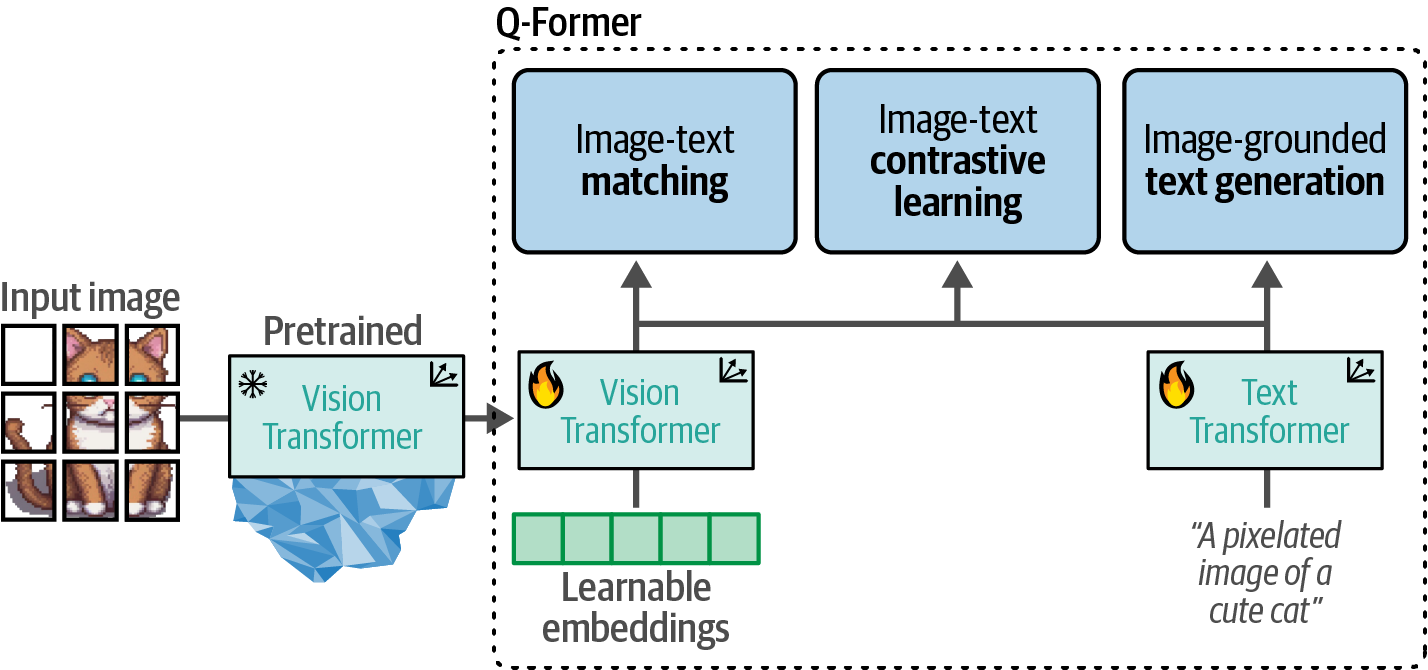 Q-Former
Image-text
matching
Image-text
contrastive
learning
Image-grounded
text generation
Input image
Pretrained
Vision
Transformer
Vision
Transformer
Text
Transformer
Learnable
embeddings
“A pixelated
image of a
cute cat”